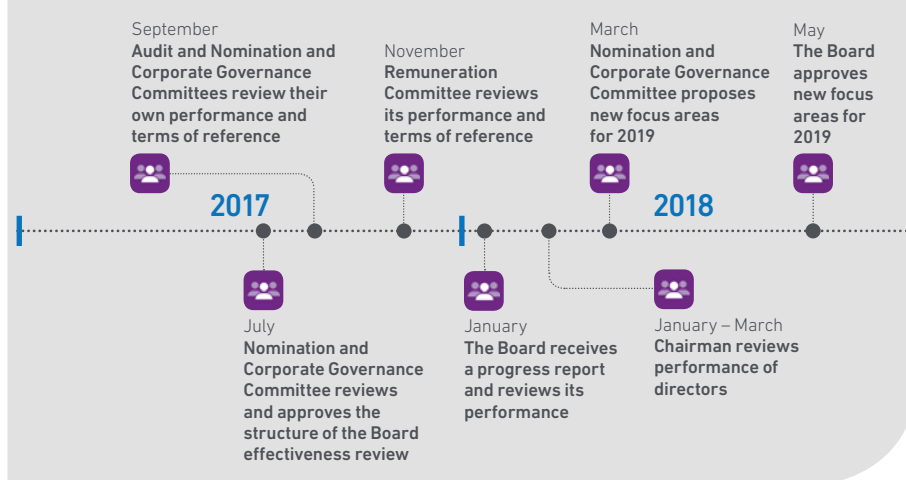 September
Audit and Nomination and
Corporate Governance
Committees review their
own performance and
terms of reference
November
Remuneration
Committee reviews
its performance and
terms of reference
March
Nomination and
Corporate Governance
Committee proposes
new focus areas
for 2019
May
The Board
approves
new focus
areas for
2019
2017
2018
July
Nomination and
Corporate Governance
Committee reviews
and approves the
structure of the Board
effectiveness review
January
The Board receives
a progress report
and reviews its
performance
January – March
Chairman reviews
performance of
directors